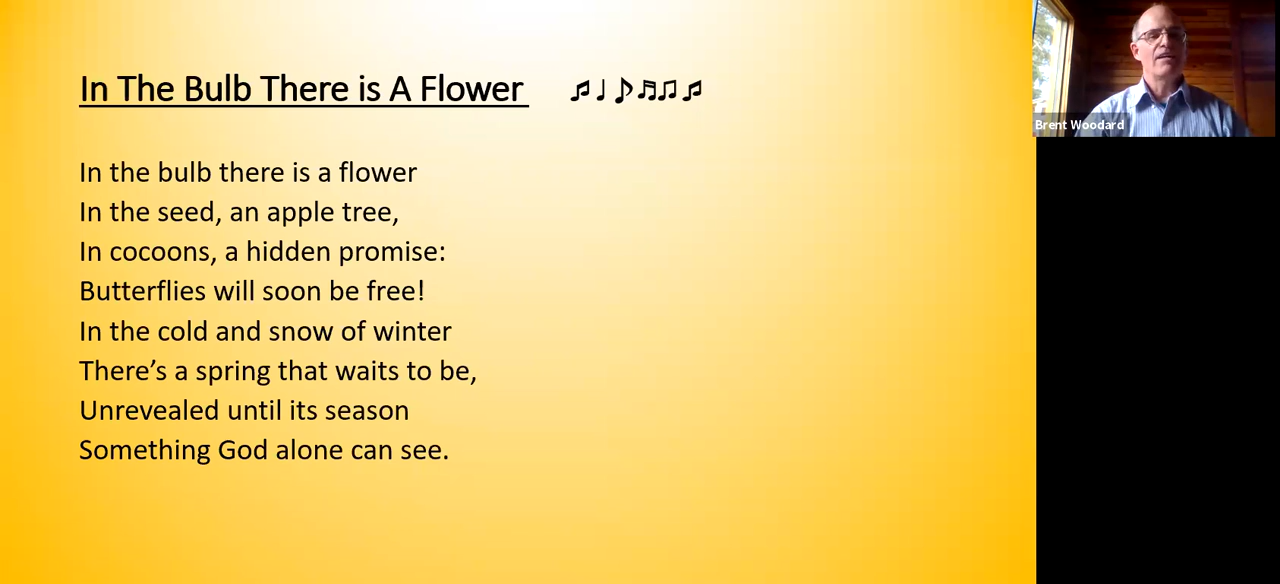 In The Bulb There is A Flower
In the bulb there is a flower
In the seed, an apple tree,
In cocoons, a hidden promise:
Butterflies will soon be free!
In the cold and snow of winter
There’s a spring that waits to be,
Unrevealed until its season
Something God alone can see.
Brent Woodard